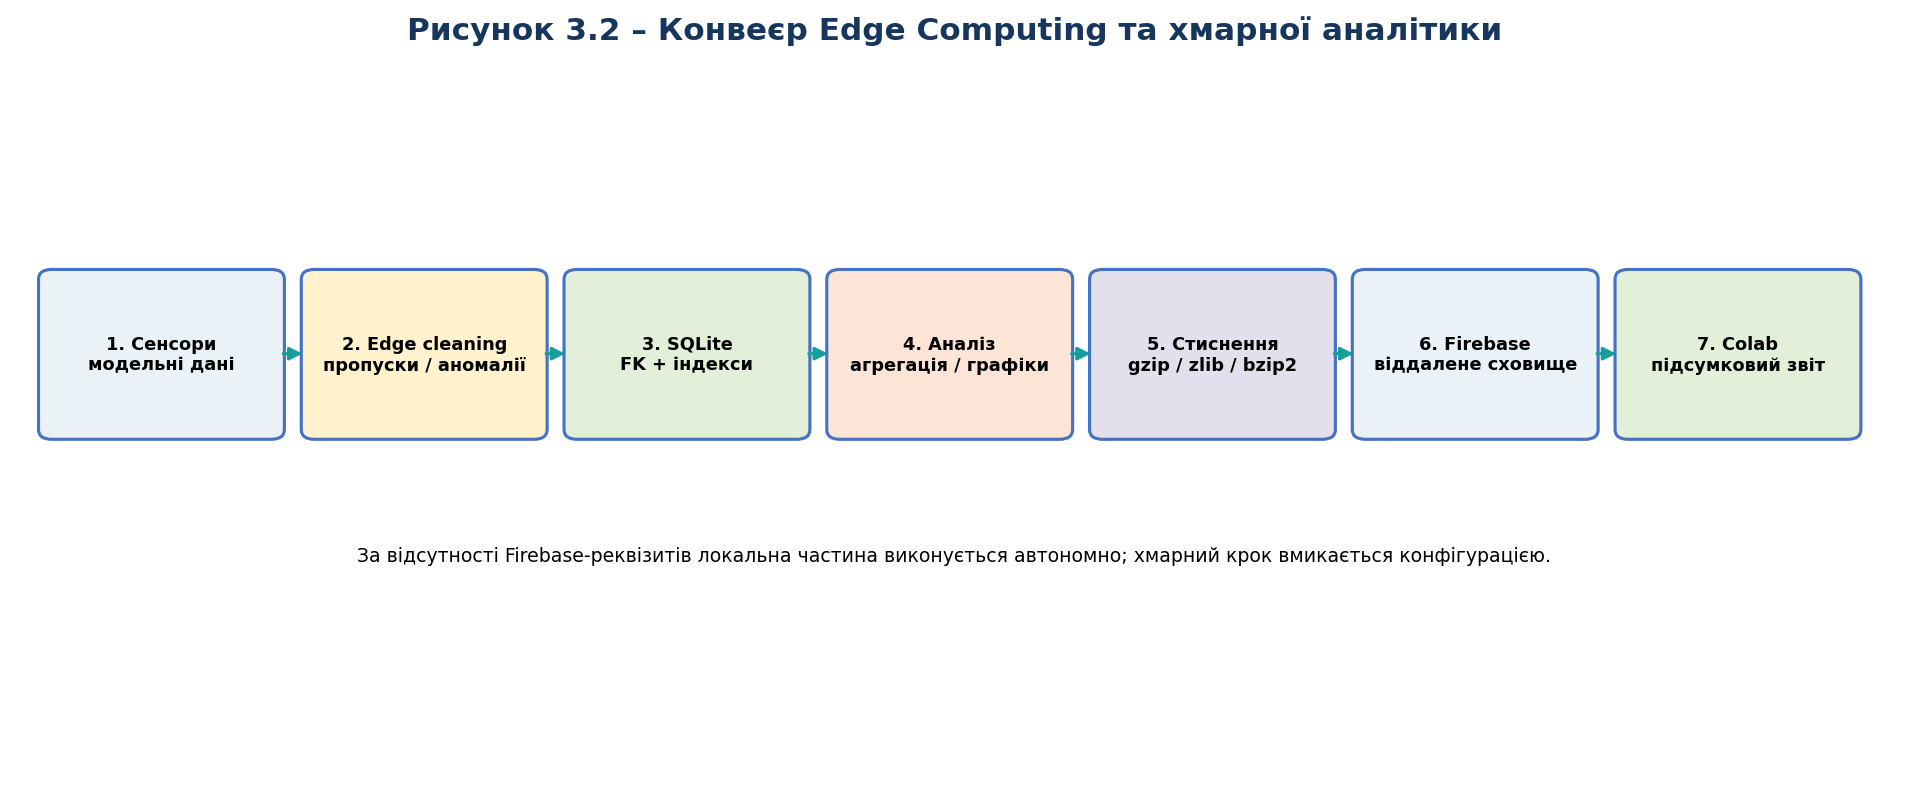 Рисунок 3.2 – Конвеєр Edge Computing та хмарної аналітики
1. Сенсори
модельні дані
2. Edge cleaning
пропуски / аномалії
3. SQLite
FK + індекси
4. Аналіз
агрегація / графіки
5. Стиснення
gzip / zlib / bzip2
6. Firebase
віддалене сховище
7. Colab
підсумковий звіт
За відсутності Firebase-реквізитів локальна частина виконується автономно; хмарний крок вмикається конфігурацією.